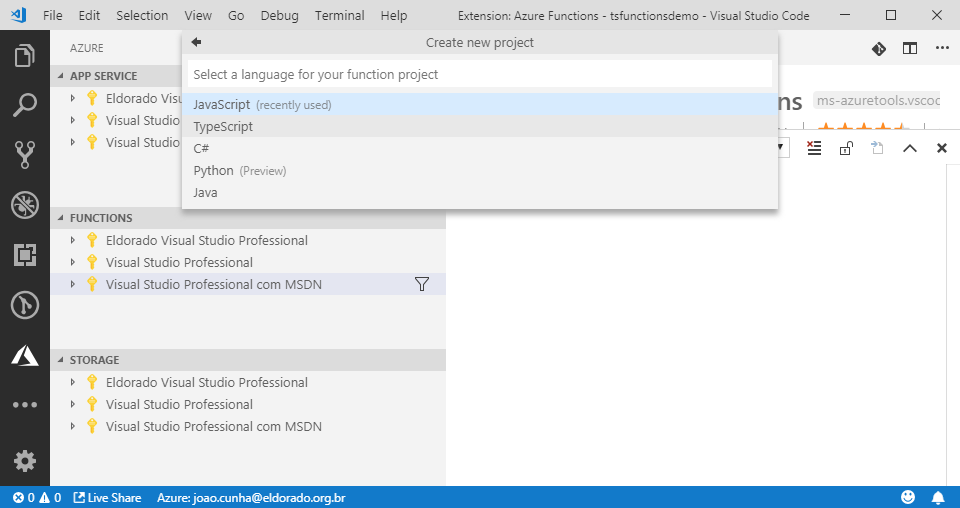 File Edit Selection View Go Debug Terminal Help Extension: Azure Functions - tsfunctionsdemo - Visual Studio Code
AZURE
Create new project
Select a language for your function project
JavaScript (recently used)
TypeScript
C#
Python (Preview)
Java
ns ms-azuretools.vscod
APP SERVICE
Eldorado Visu
Visual Studio
Visual Studio
FUNCTIONS
Eldorado Visual Studio Professional
Visual Studio Professional
Visual Studio Professional com MSDN
STORAGE
Eldorado Visual Studio Professional
Visual Studio Professional
Visual Studio Professional com MSDN
0 0 Live Share Azure: joao.cunha@eldorado.org.br